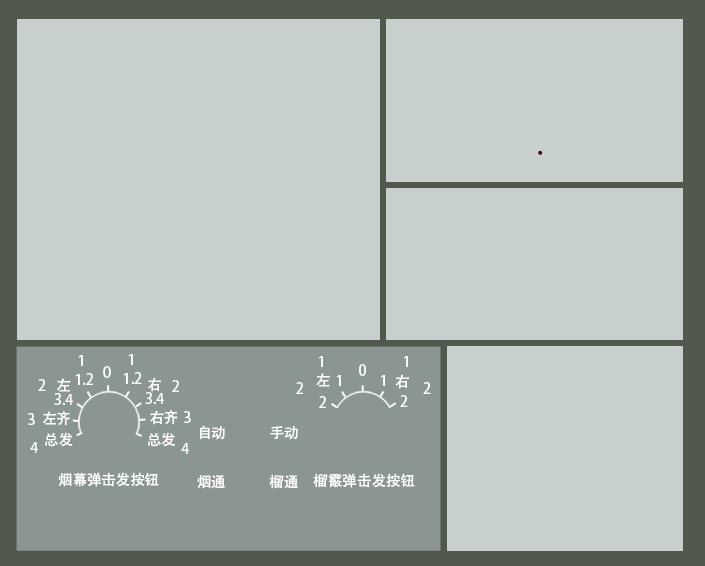 1 1 1 1
2 左 1.2 0 1.2 右 2 左 1 0 1 右
3.4 3.4 2 2 2 2
3 左齐 右齐 3
4 总发 总发 4 自动 手动
烟幕弹击发按钮 烟通 榴通 榴霰弹击发按钮